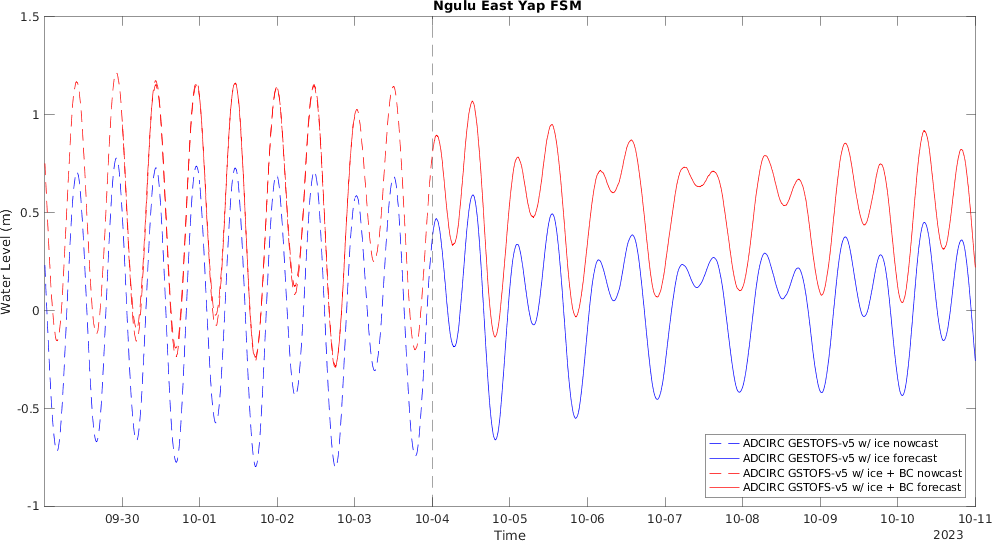 Ngulu East Yap FSM
1.5
1
0.5
0
-0.5
-1
Water Level (m)
ADCIRC GESTOFS-v5 w/ ice nowcast
ADCIRC GESTOFS-v5 w/ ice forecast
ADCIRC GSTOFS-v5 w/ ice + BC nowcast
ADCIRC GSTOFS-v5 w/ ice + BC forecast
09-30 10-01 10-02 10-03 10-04 10-05 10-06 10-07 10-08 10-09 10-10 10-11
Time
2023